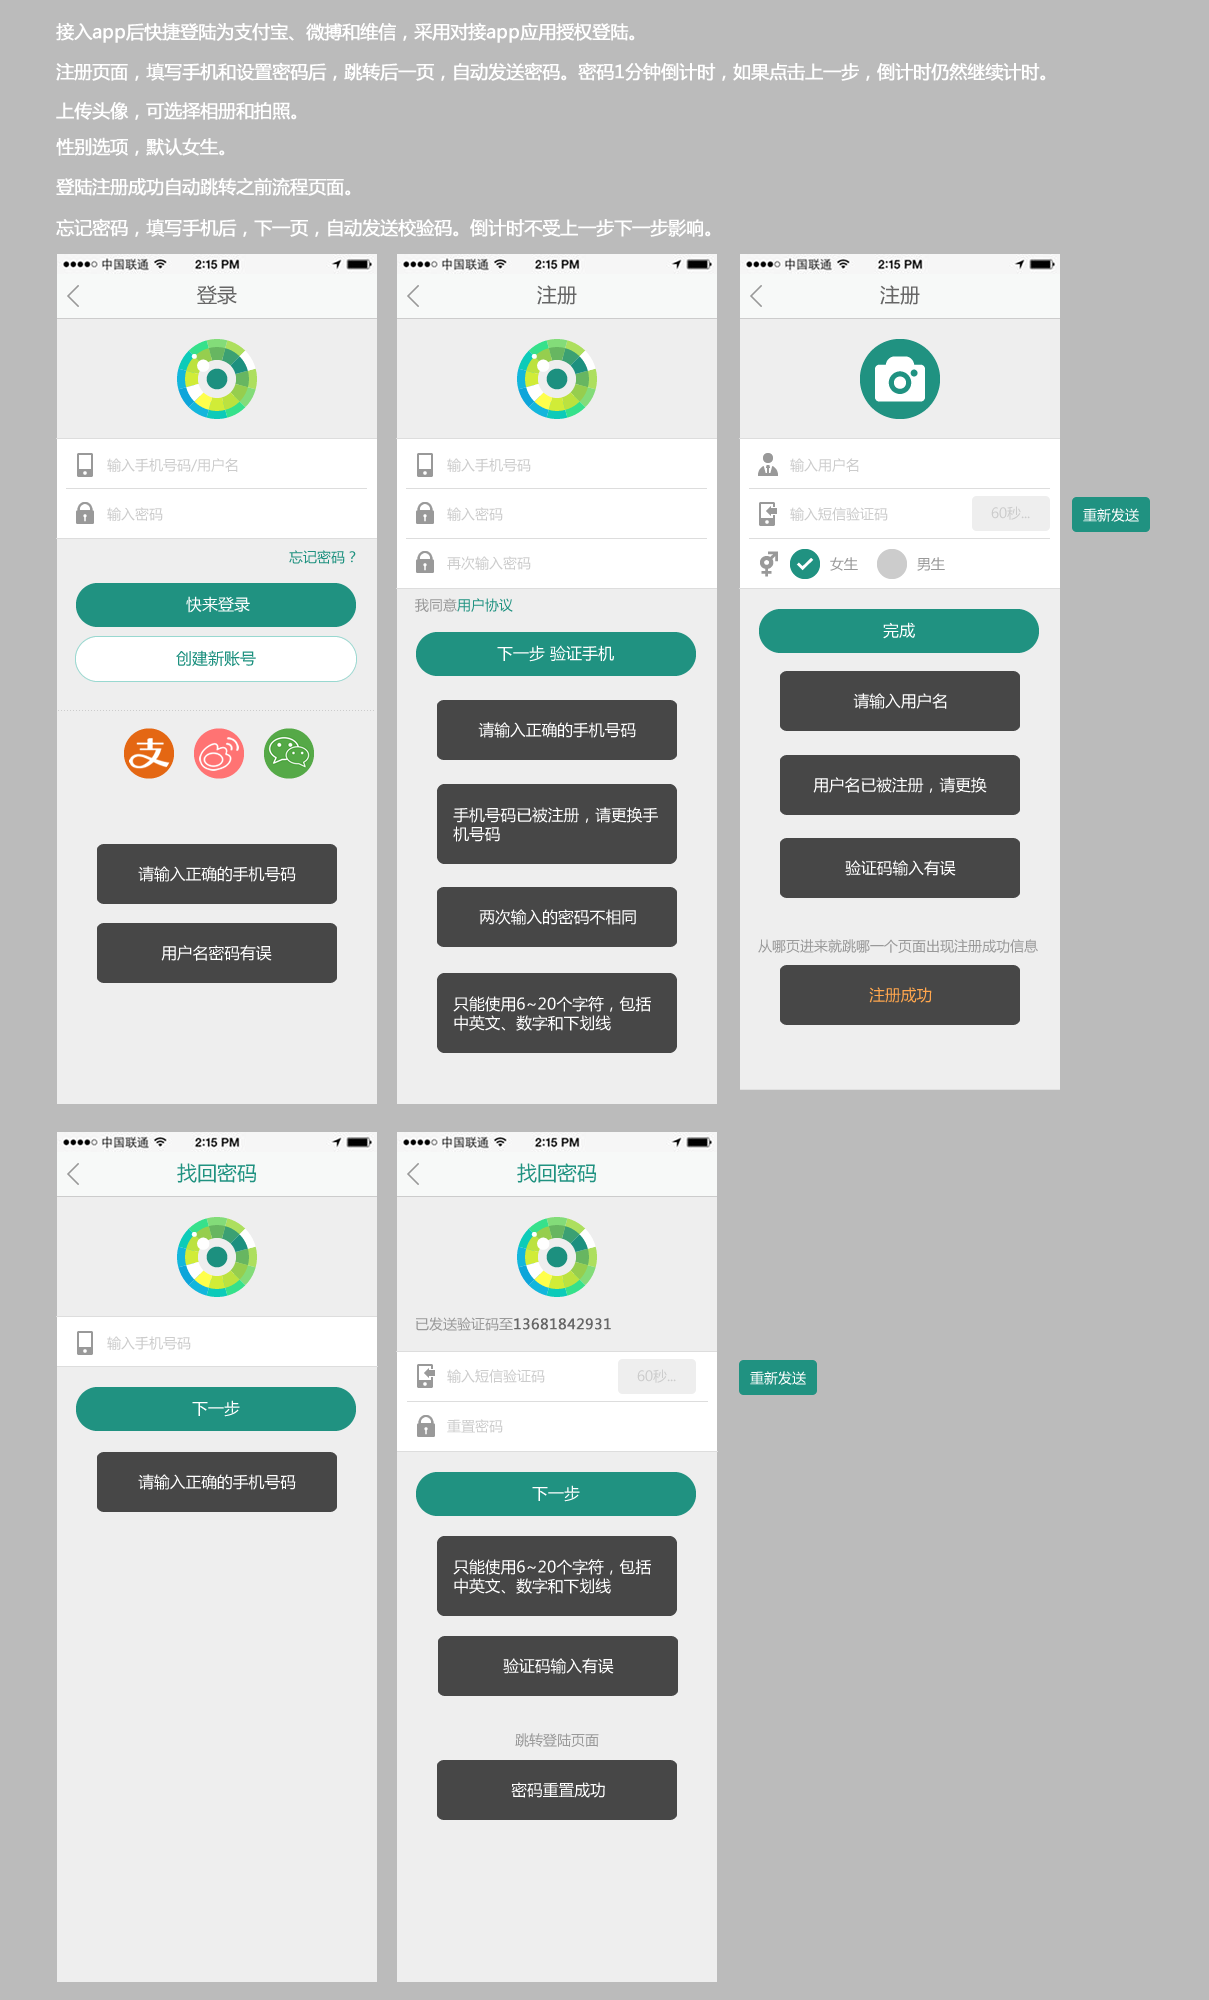 接入app后快捷登陆为支付宝、微搏和维信，采用对接app应用授权登陆。
注册页面，填写手机和设置密码后，跳转后一页，自动发送密码。密码1分钟倒计时，如果点击上一步，倒计时仍然继续计时。
上传头像，可选择相册和拍照。
性别选项，默认女生。
登陆注册成功自动跳转之前流程页面。
忘记密码，填写手机后，下一页，自动发送校验码。倒计时不受上一步下一步影响。
中国联通 2:15 PM
登录
输入手机号码/用户名
输入密码
忘记密码？
快来登录
创建新账号
支
请输入正确的手机号码
用户名密码有误
中国联通 2:15 PM
注册
输入手机号码
输入密码
再次输入密码
我同意用户协议
下一步 验证手机
请输入正确的手机号码
手机号码已被注册，请更换手
机号码
两次输入的密码不相同
只能使用6~20个字符，包括
中英文、数字和下划线
中国联通 2:15 PM
注册
输入用户名
输入短信验证码
60秒...
重新发送
女生
男生
完成
请输入用户名
用户名已被注册，请更换
验证码输入有误
从哪页进来就跳哪一个页面出现注册成功信息
注册成功
中国联通 2:15 PM
找回密码
输入手机号码
下一步
请输入正确的手机号码
中国联通 2:15 PM
找回密码
已发送验证码至13681842931
输入短信验证码
60秒...
重新发送
重置密码
下一步
只能使用6~20个字符，包括
中英文、数字和下划线
验证码输入有误
跳转登陆页面
密码重置成功